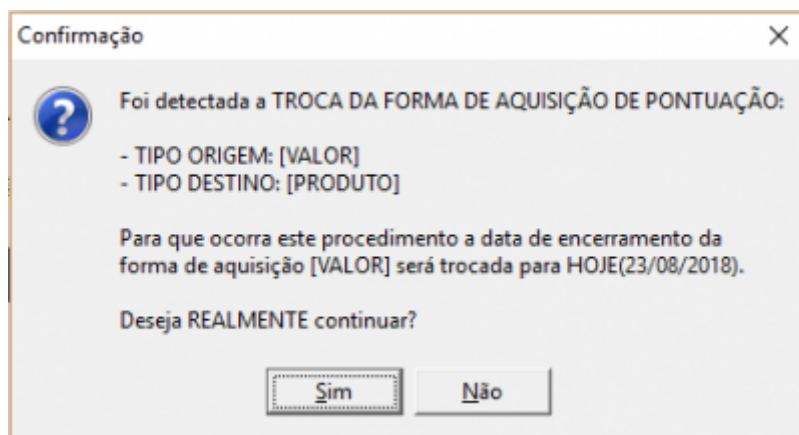 Confirmação
Foi detectada a TROCA DA FORMA DE AQUISIÇÃO DE PONTUAÇÃO:
- TIPO ORIGEM: [VALOR]
- TIPO DESTINO: [PRODUTO]
Para que ocorra este procedimento a data de encerramento da
forma de aquisição [VALOR] será trocada para HOJE(23/08/2018).
Deseja REALMENTE continuar?
Sim Não